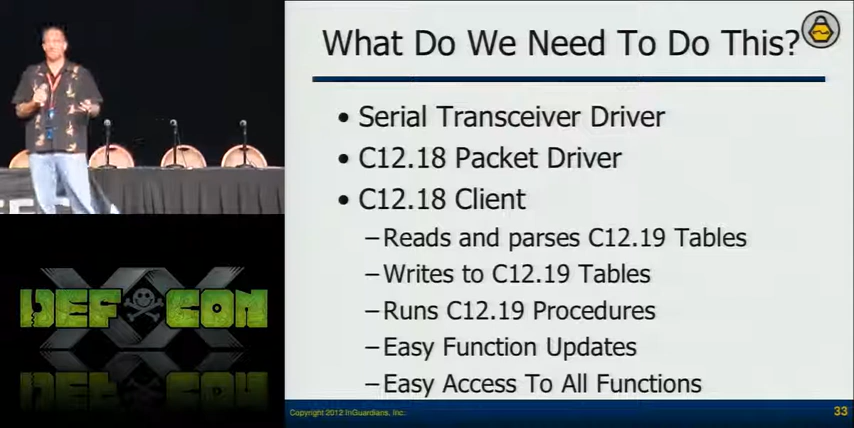 What Do We Need To Do This?
• Serial Transceiver Driver
• C12.18 Packet Driver
• C12.18 Client
–Reads and parses C12.19 Tables
–Writes to C12.19 Tables
–Runs C12.19 Procedures
–Easy Function Updates
–Easy Access To All Functions
DEF CON
XX
Copyright 2012 InGuardians, Inc.
33